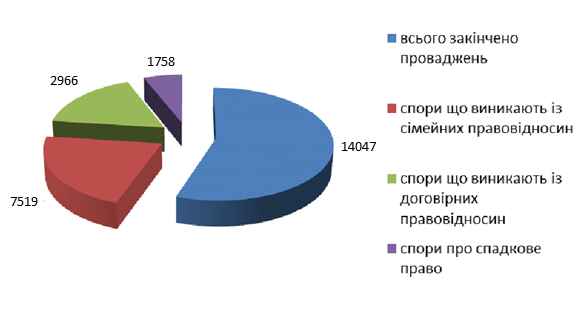 1758
2966
14047
7519
всього закінчено
проваджень
спори що виникають із
сімейних правовідносин
спори що виникають із
договірних
правовідносин
спори про спадкове
право